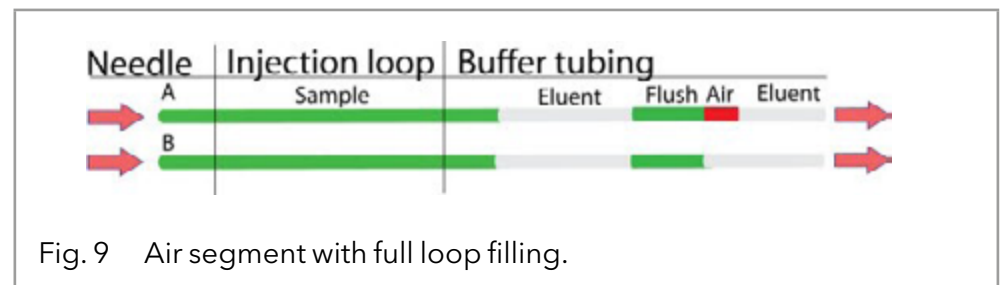 Needle Injection loop Buffer tubing
A Sample Eluent Flush Air Eluent
B
Fig. 9 Air segment with full loop filling.